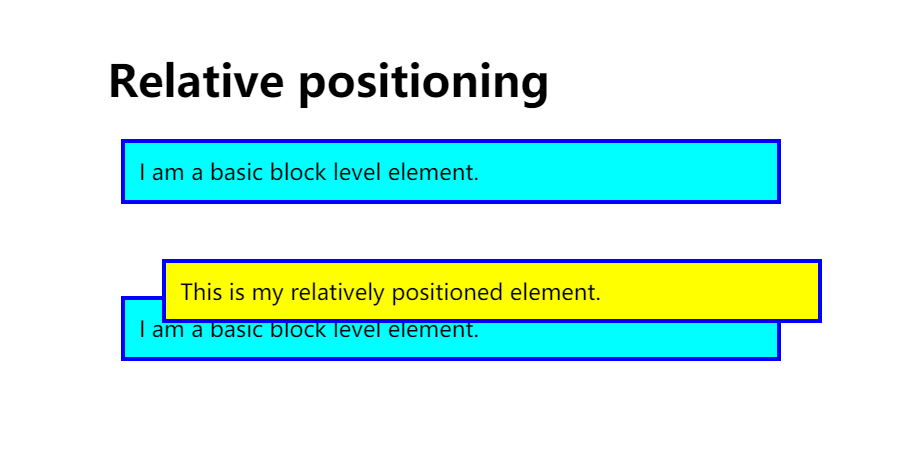 Relative positioning
I am a basic block level element.
This is my relatively positioned element.
I am a basic block level element.